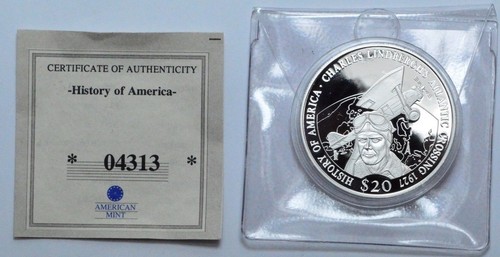 CERTIFICATE OF AUTHENTICITY
-History of America-
* 04313 *
AMERICAN
MINT
HISTORY OF AMERICA · CHARLES LINDBERGH · ATLANTIC CROSSING 1927
$20